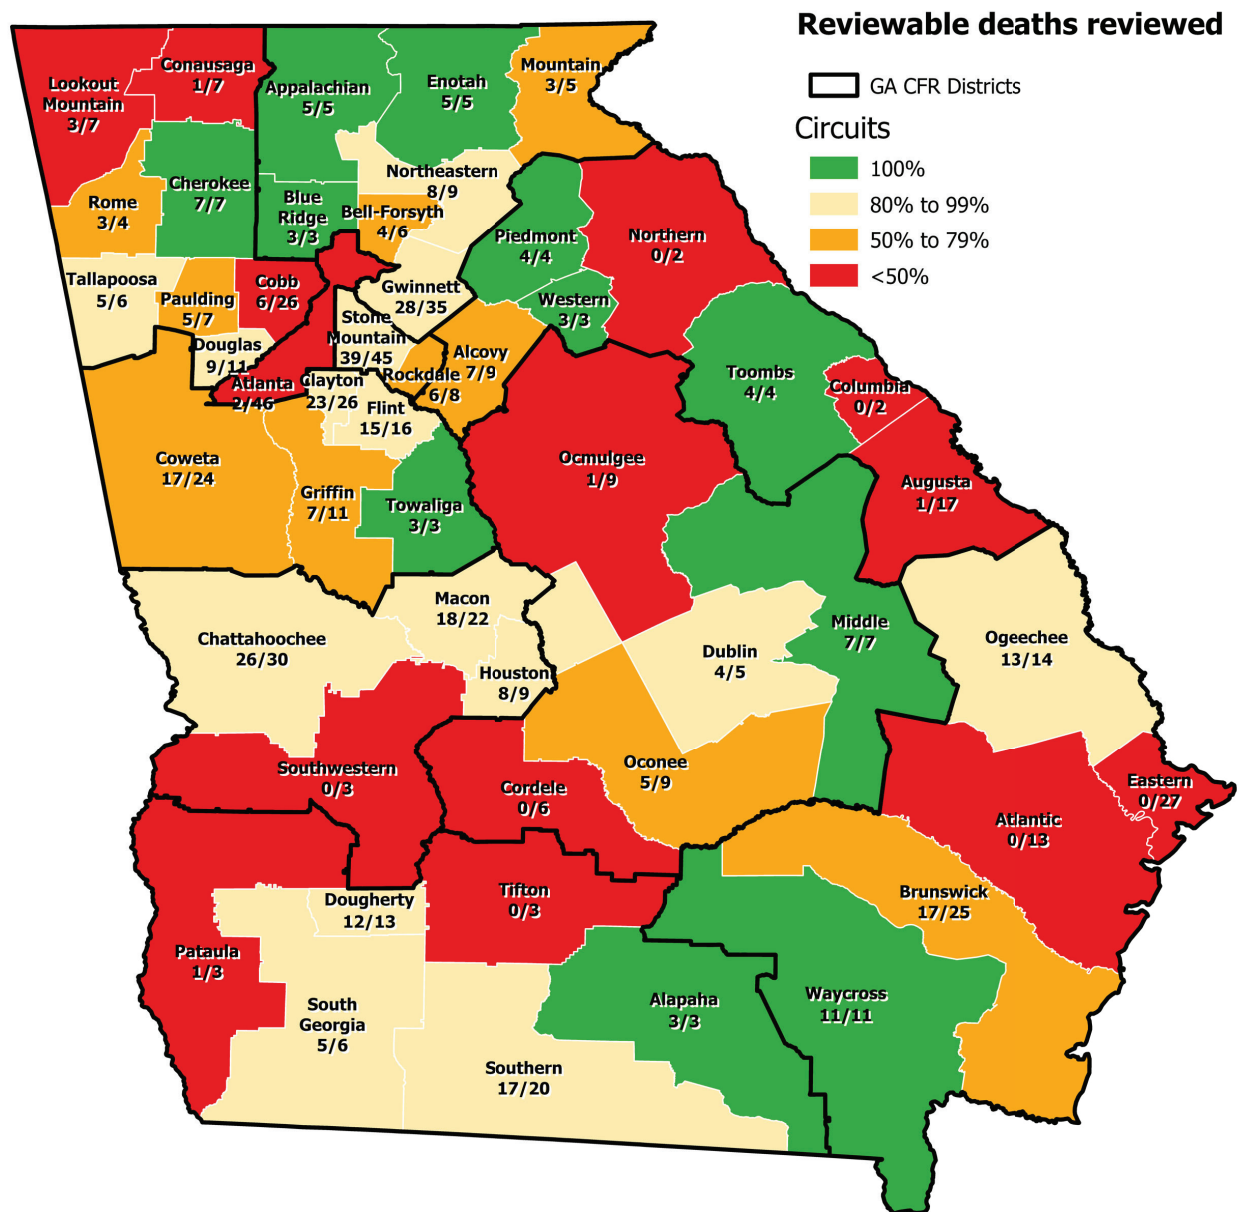 Reviewable deaths reviewed
GA CFR Districts
Circuits
100%
80% to 99%
50% to 79%
<50%
Lookout
Mountain
3/7
Conausaga
1/7
Appalachian
5/5
Enotah
5/5
Mountain
3/5
Rome
3/4
Cherokee
7/7
Blue
Ridge
3/3
Northeastern
8/9
Bell-Forsyth
4/6
Piedmont
4/4
Northern
0/2
Tallapoosa
5/6
Paulding
5/7
Cobb
6/26
Gwinnett
28/35
Western
3/3
Douglas
9/11
Stone
Mountain
39/45
Alcovy
7/9
Rockdale
6/8
Atlanta
2/46
Clayton
23/26
Flint
15/16
Toombs
4/4
Columbia
0/2
Coweta
17/24
Griffin
7/11
Towaliga
3/3
Ocmulgee
1/9
Augusta
1/17
Macon
18/22
Chattahoochee
26/30
Houston
8/9
Dublin
4/5
Middle
7/7
Ogeechee
13/14
Southwestern
0/3
Cordele
0/6
Oconee
5/9
Eastern
0/27
Atlantic
0/13
Dougherty
12/13
Tifton
0/3
Brunswick
17/25
Pataula
1/3
South
Georgia
5/6
Alapaha
3/3
Waycross
11/11
Southern
17/20